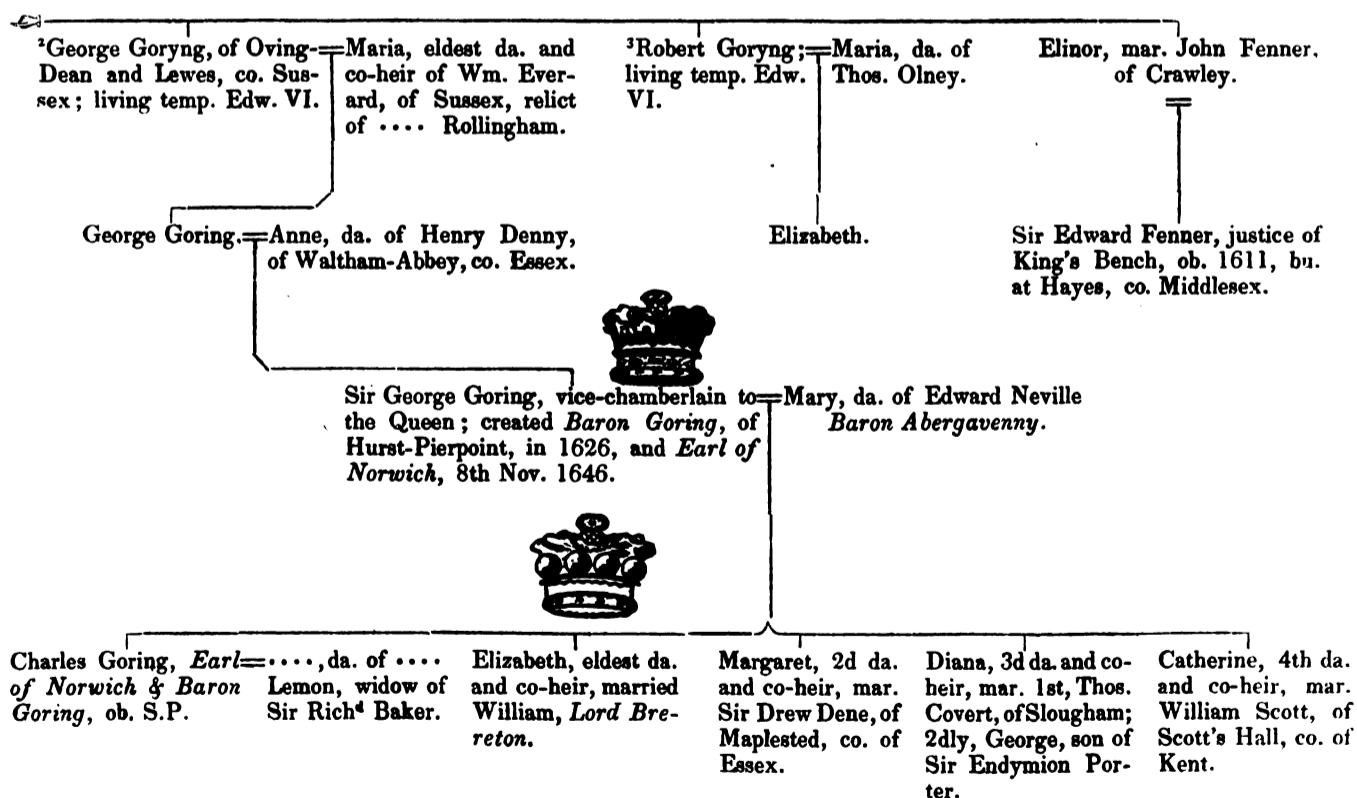 ²George Goryng, of Oving-
Dean and Lewes, co. Sus-
sex; living temp. Edw. VI.
Maria, eldest da. and
co-heir of Wm. Ever-
ard, of Sussex, relict
of ···· Rollingham.
³Robert Goryng;
living temp. Edw.
VI.
Maria, da. of
Thos. Olney.
Elinor, mar. John Fenner,
of Crawley.
George Goring.
Anne, da. of Henry Denny,
of Waltham-Abbey, co. Essex.
Elizabeth.
Sir Edward Fenner, justice of
King's Bench, ob. 1611, bu.
at Hayes, co. Middlesex.
Sir George Goring, vice-chamberlain to
the Queen; created Baron Goring, of
Hurst-Pierpoint, in 1626, and Earl of
Norwich, 8th Nov. 1646.
Mary, da. of Edward Neville
Baron Abergavenny.
Charles Goring, Earl
of Norwich & Baron
Goring, ob. S.P.
····, da. of ····
Lemon, widow of
Sir Richᵈ Baker.
Elizabeth, eldest da.
and co-heir, married
William, Lord Bre-
reton.
Margaret, 2d da.
and co-heir, mar.
Sir Drew Dene, of
Maplested, co. of
Essex.
Diana, 3d da. and co-
heir, mar. 1st, Thos.
Covert, of Slougham;
2dly, George, son of
Sir Endymion Por-
ter.
Catherine, 4th da.
and co-heir, mar.
William Scott, of
Scott's Hall, co. of
Kent.